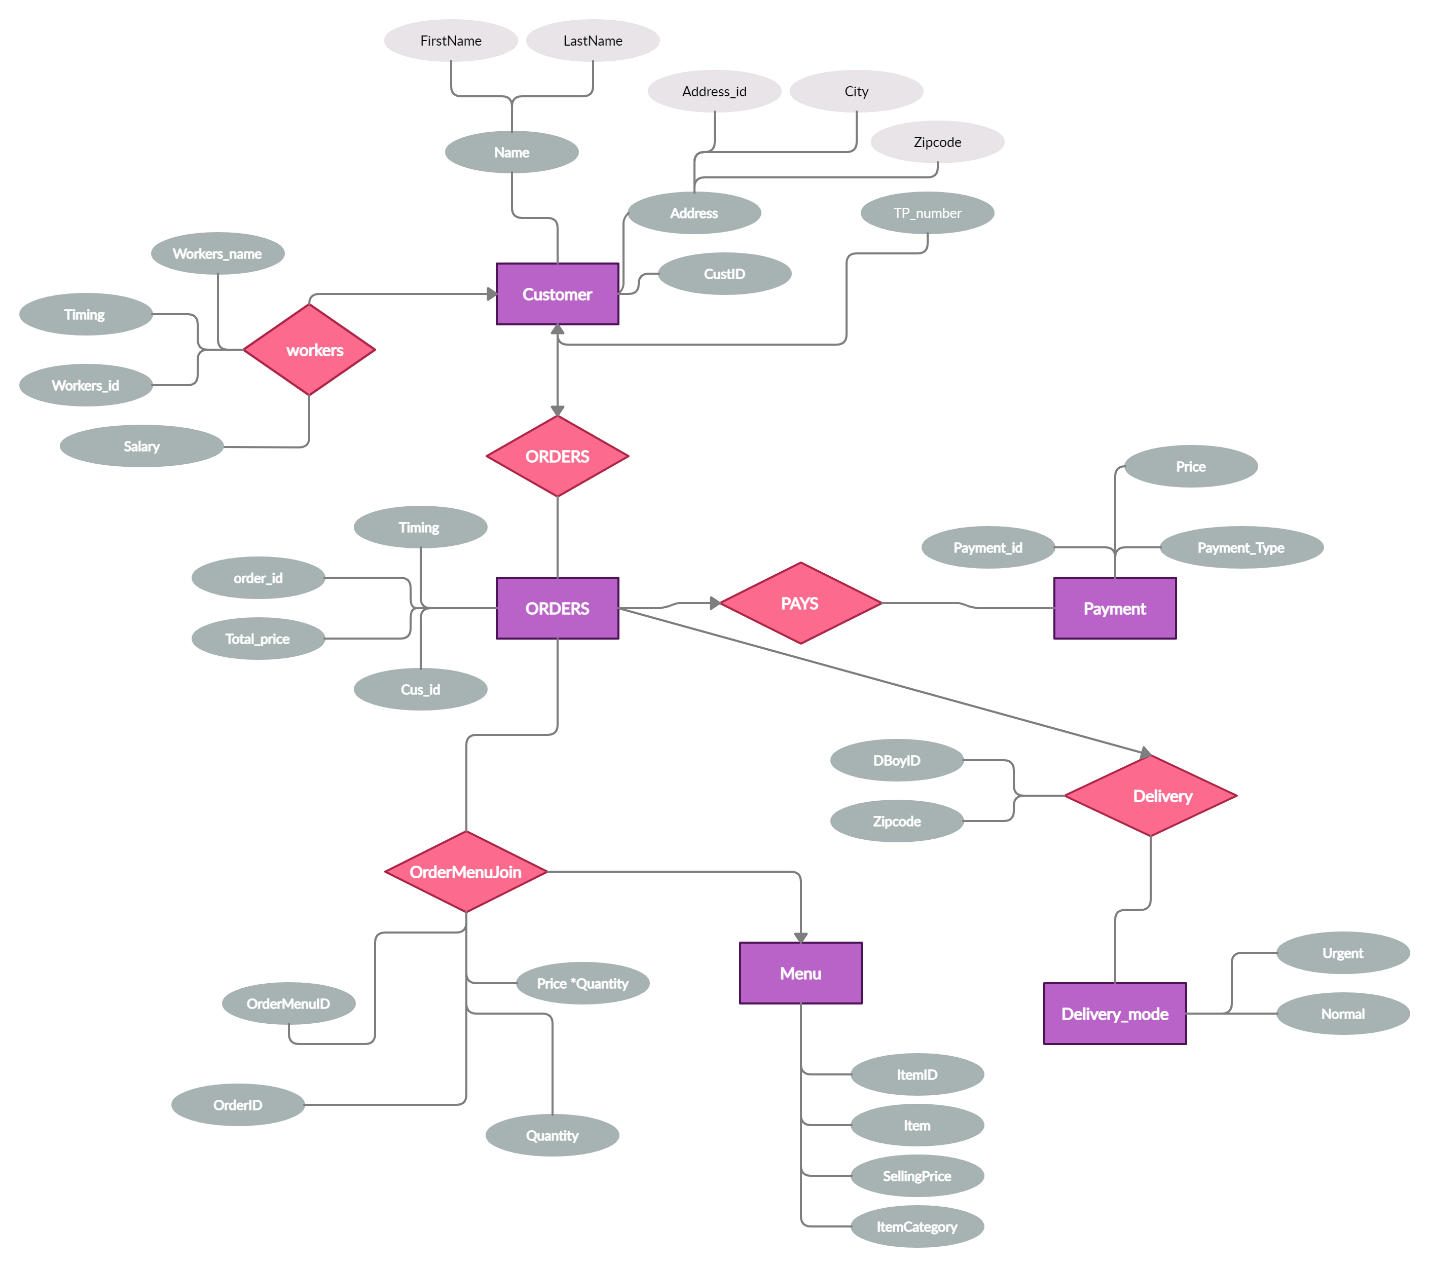 FirstName
LastName
Address_id
City
Zipcode
Name
Address
TP_number
Workers_name
CustID
Customer
Timing
workers
Workers_id
Salary
ORDERS
Price
Timing
Payment_id
Payment_Type
order_id
ORDERS
PAYS
Payment
Total_price
Cus_id
DBoyID
Delivery
Zipcode
OrderMenuJoin
Urgent
Menu
Price *Quantity
OrderMenuID
Delivery_mode
Normal
ItemID
OrderID
Item
Quantity
SellingPrice
ItemCategory